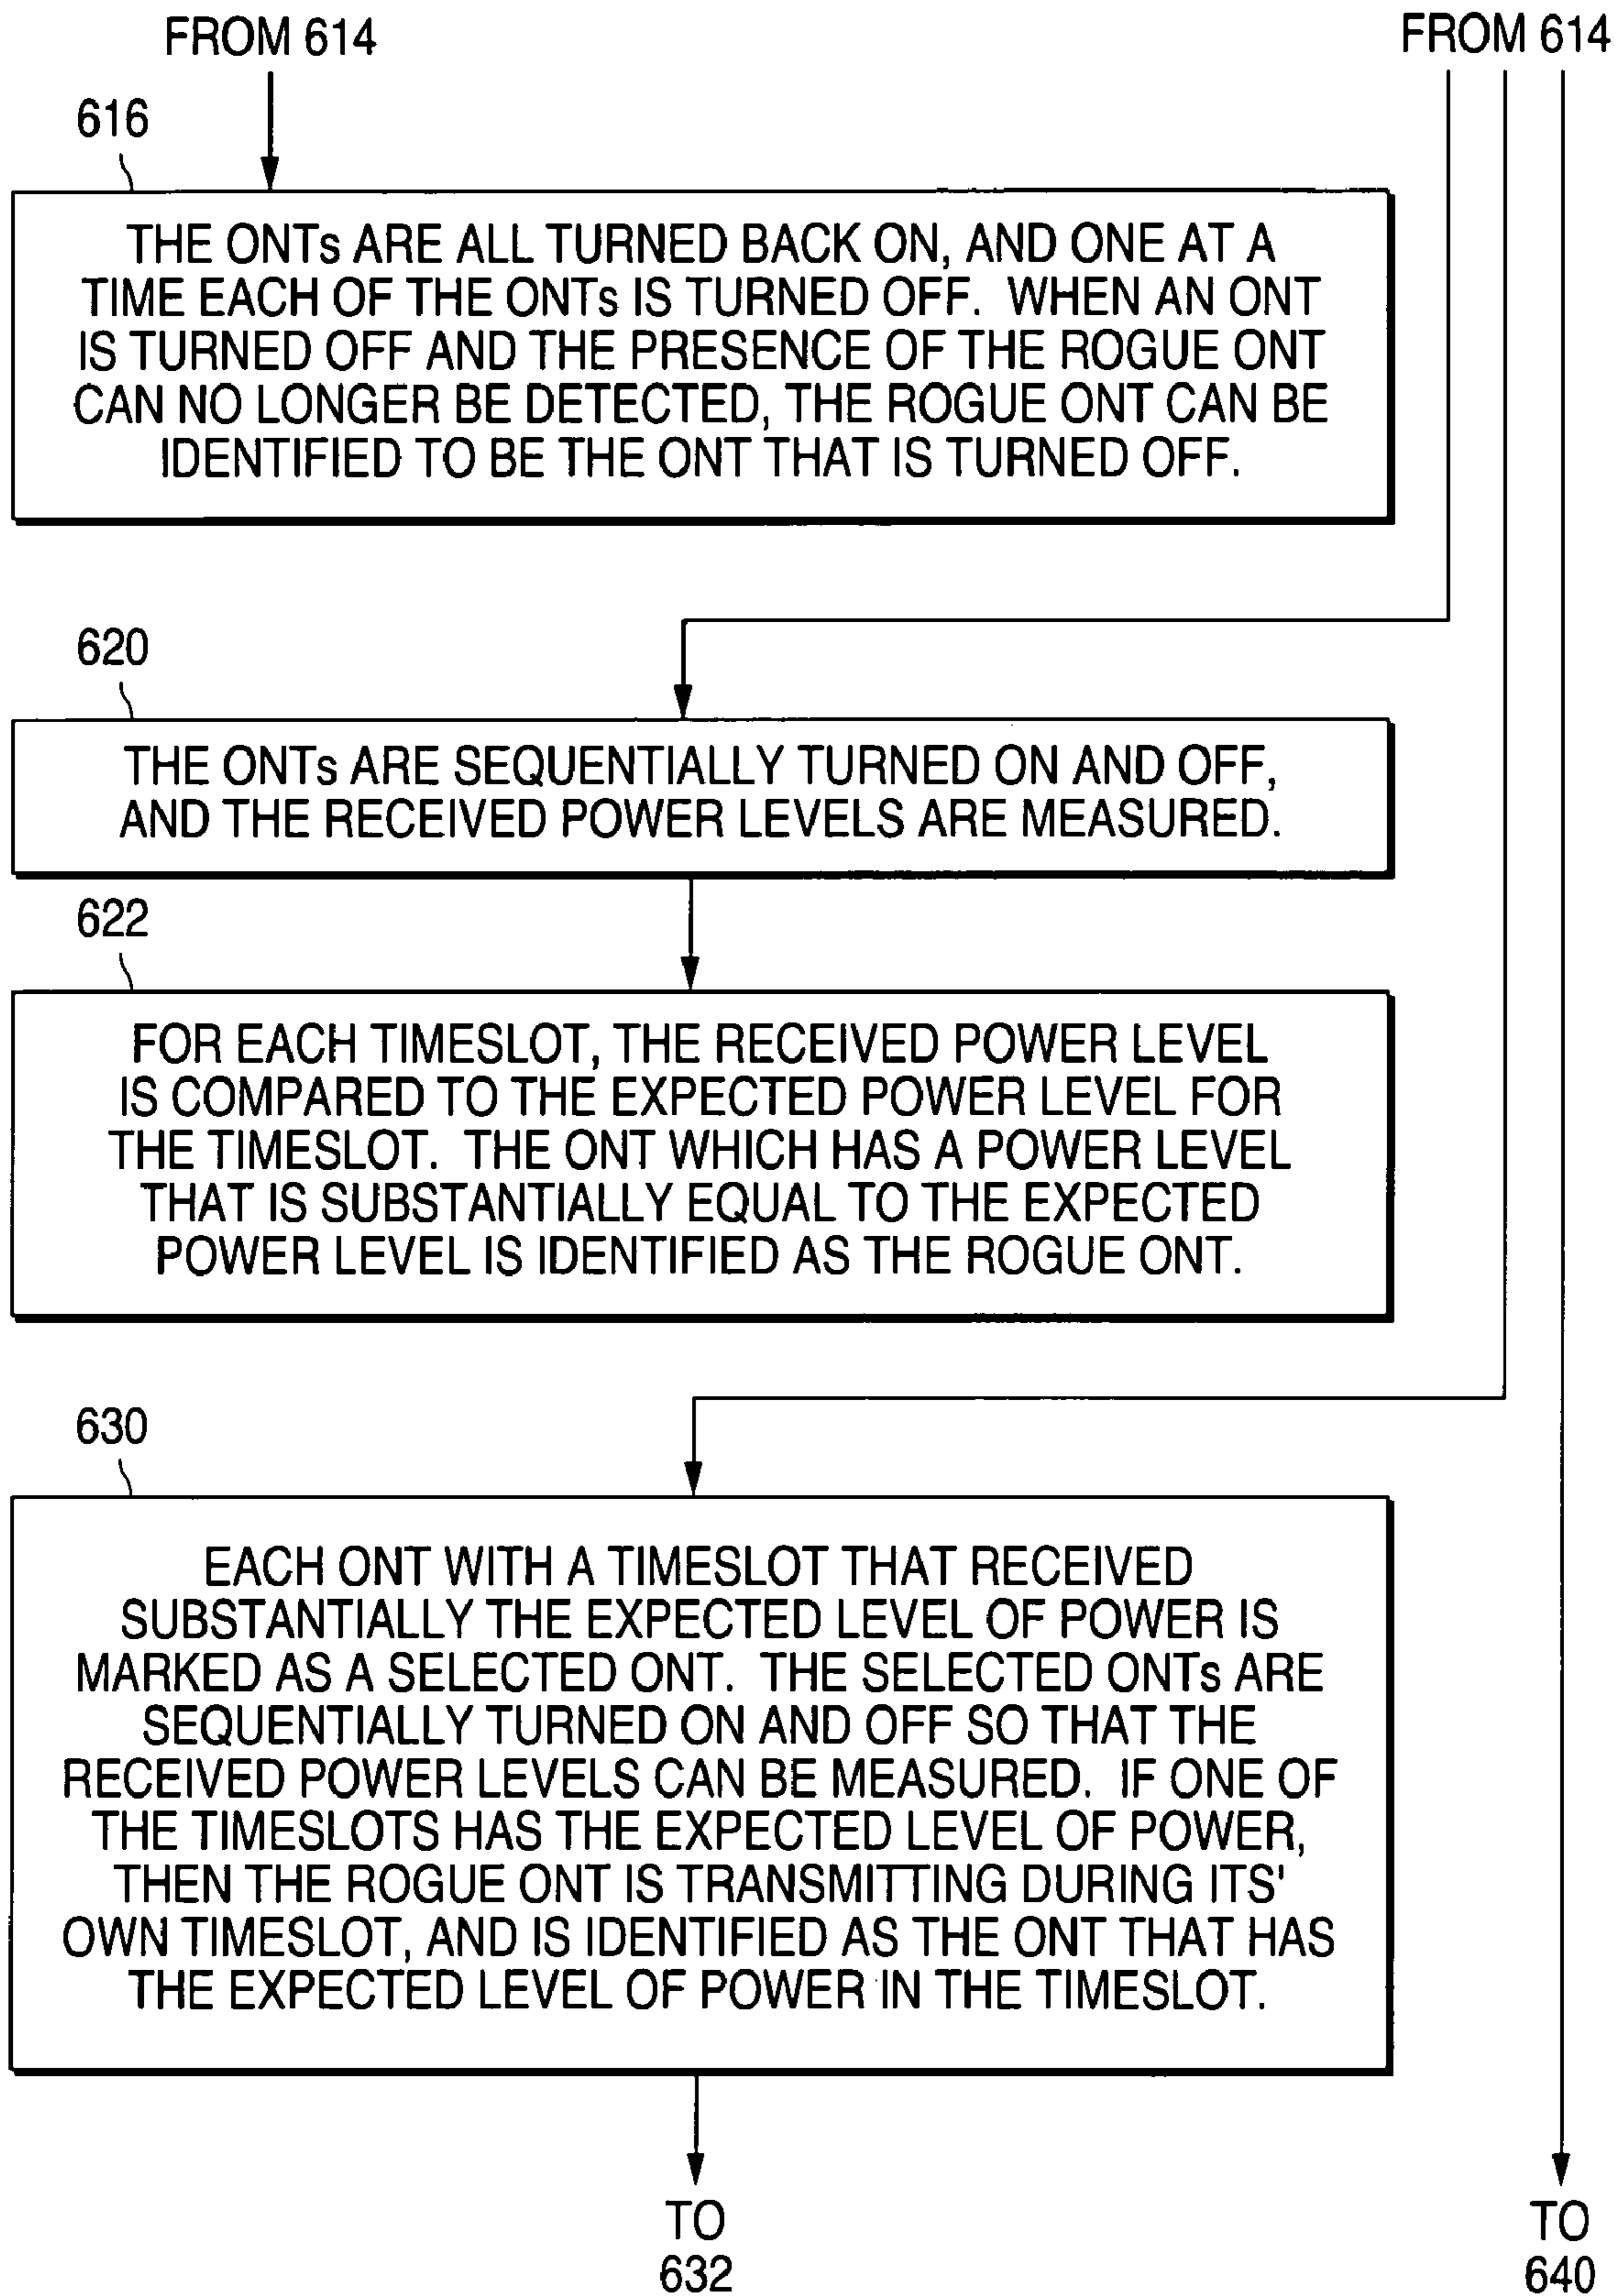 FROM 614
FROM 614
616
THE ONTs ARE ALL TURNED BACK ON, AND ONE AT A
TIME EACH OF THE ONTs IS TURNED OFF. WHEN AN ONT
IS TURNED OFF AND THE PRESENCE OF THE ROGUE ONT
CAN NO LONGER BE DETECTED, THE ROGUE ONT CAN BE
IDENTIFIED TO BE THE ONT THAT IS TURNED OFF.
620
THE ONTs ARE SEQUENTIALLY TURNED ON AND OFF,
AND THE RECEIVED POWER LEVELS ARE MEASURED.
622
FOR EACH TIMESLOT, THE RECEIVED POWER LEVEL
IS COMPARED TO THE EXPECTED POWER LEVEL FOR
THE TIMESLOT. THE ONT WHICH HAS A POWER LEVEL
THAT IS SUBSTANTIALLY EQUAL TO THE EXPECTED
POWER LEVEL IS IDENTIFIED AS THE ROGUE ONT.
630
EACH ONT WITH A TIMESLOT THAT RECEIVED
SUBSTANTIALLY THE EXPECTED LEVEL OF POWER IS
MARKED AS A SELECTED ONT. THE SELECTED ONTs ARE
SEQUENTIALLY TURNED ON AND OFF SO THAT THE
RECEIVED POWER LEVELS CAN BE MEASURED. IF ONE OF
THE TIMESLOTS HAS THE EXPECTED LEVEL OF POWER,
THEN THE ROGUE ONT IS TRANSMITTING DURING ITS'
OWN TIMESLOT, AND IS IDENTIFIED AS THE ONT THAT HAS
THE EXPECTED LEVEL OF POWER IN THE TIMESLOT.
TO
632
TO
640